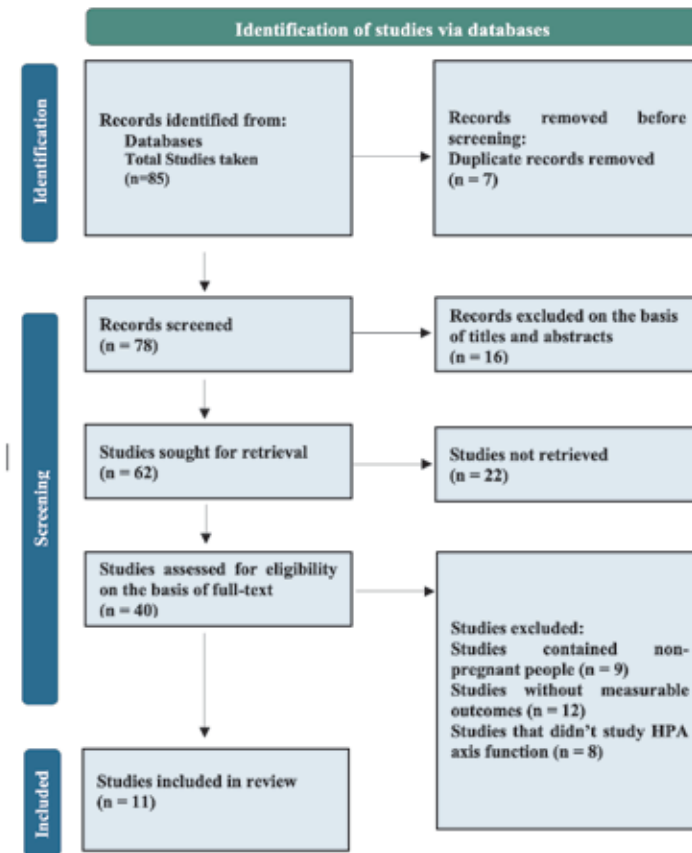 Identification of studies via databases
Identification
Records identified from:
Databases
Total Studies taken
(n=85)
Records removed before
screening:
Duplicate records removed
(n = 7)
Screening
Records screened
(n = 78)
Records excluded on the basis
of titles and abstracts
(n = 16)
Studies sought for retrieval
(n = 62)
Studies not retrieved
(n = 22)
Studies assessed for eligibility
on the basis of full-text
(n = 40)
Studies excluded:
Studies contained non-
pregnant people (n = 9)
Studies without measurable
outcomes (n = 12)
Studies that didn't study HPA
axis function (n = 8)
Included
Studies included in review
(n = 11)